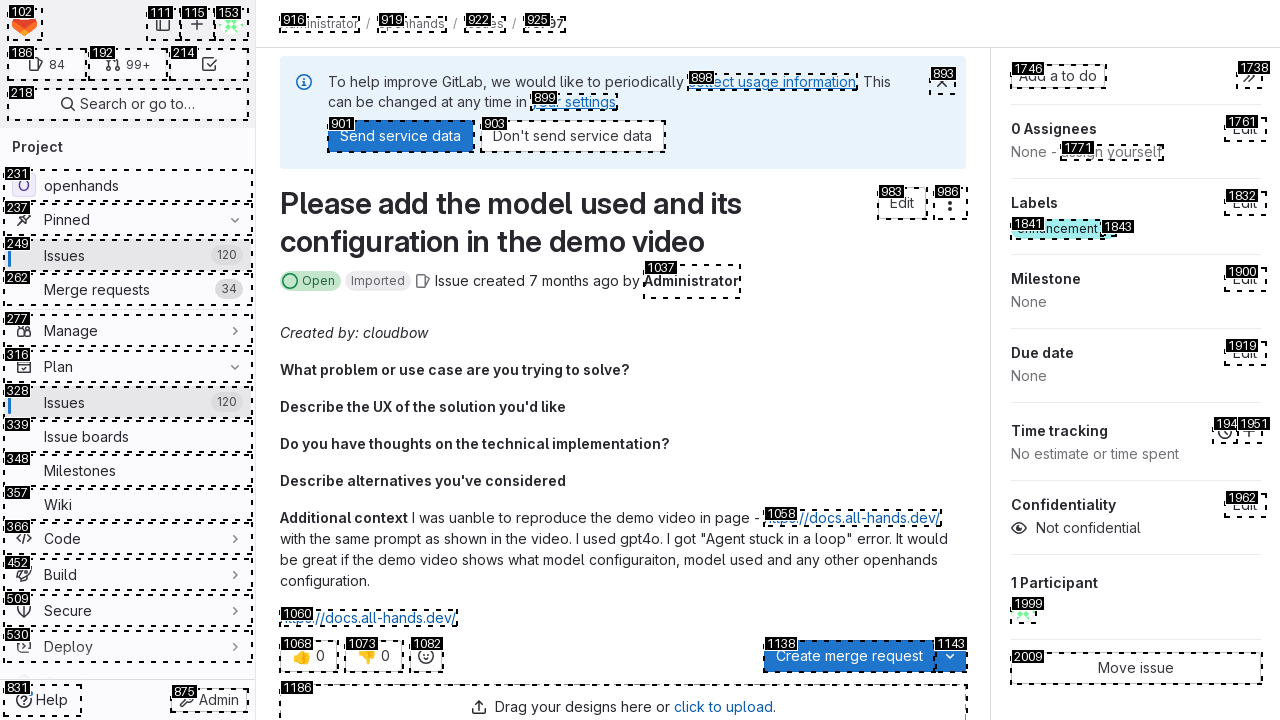 102
111
115
153
186
84
192
99+
214
218
Search or go to…
Project
231
openhands
237
Pinned
249
Issues
120
262
Merge requests
34
277
Manage
316
Plan
328
Issues
120
339
Issue boards
348
Milestones
357
Wiki
366
Code
452
Build
509
Secure
530
Deploy
831
Help
875
Admin
916
919
922
925
893
To help improve GitLab, we would like to periodically 898 collect usage information. This
can be changed at any time in 899 your settings.
901
Send service data
903
Don't send service data
Please add the model used and its
configuration in the demo video
983
Edit
986
Open
Imported
Issue created 7 months ago by
1037
Administrator
Created by: cloudbow
What problem or use case are you trying to solve?
Describe the UX of the solution you'd like
Do you have thoughts on the technical implementation?
Describe alternatives you've considered
Additional context I was uanble to reproduce the demo video in page - 1058 https://docs.all-hands.dev/,
with the same prompt as shown in the video. I used gpt4o. I got "Agent stuck in a loop" error. It would
be great if the demo video shows what model configuraiton, model used and any other openhands
configuration.
1060
https://docs.all-hands.dev/
1068
0
1073
0
1082
1138
Create merge request
1143
1186
Drag your designs here or click to upload.
1746
Add a to do
1738
0 Assignees
1761
Edit
None - 1771 assign yourself
Labels
1832
Edit
1841
enhancement
1843
Milestone
1900
Edit
None
Due date
1919
Edit
None
Time tracking
194
1951
No estimate or time spent
Confidentiality
1962
Edit
Not confidential
1 Participant
1999
2009
Move issue